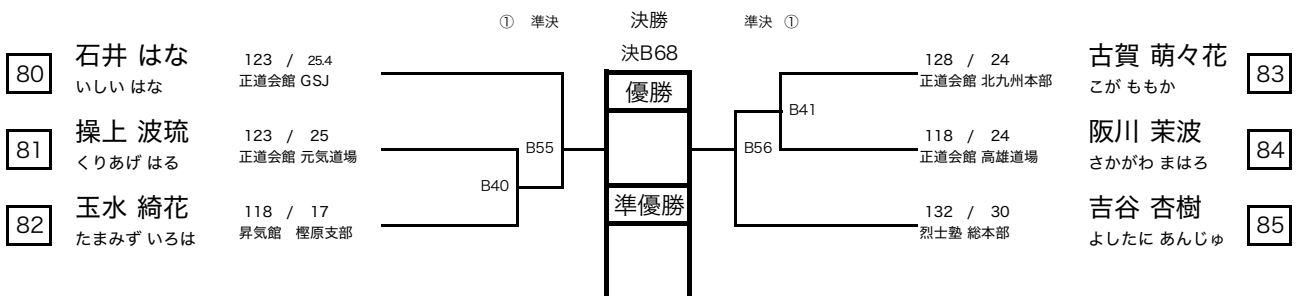 ① 準決 決勝 準決 ①
決B68
80 石井 はな 123 / 25.4
いしい はな 正道会館 GSJ
81 操上 波琉 123 / 25
くりあげ はる 正道会館 元気道場
82 玉水 綺花 118 / 17
たまみず いろは 昇気館 樫原支部
B40
B55
優勝
準優勝
B56
B41
128 / 24 古賀 萌々花 83
正道会館 北九州本部 こが ももか
118 / 24 阪川 茉波 84
正道会館 高雄道場 さかがわ まはろ
132 / 30 吉谷 杏樹 85
烈士塾 総本部 よしたに あんじゅ